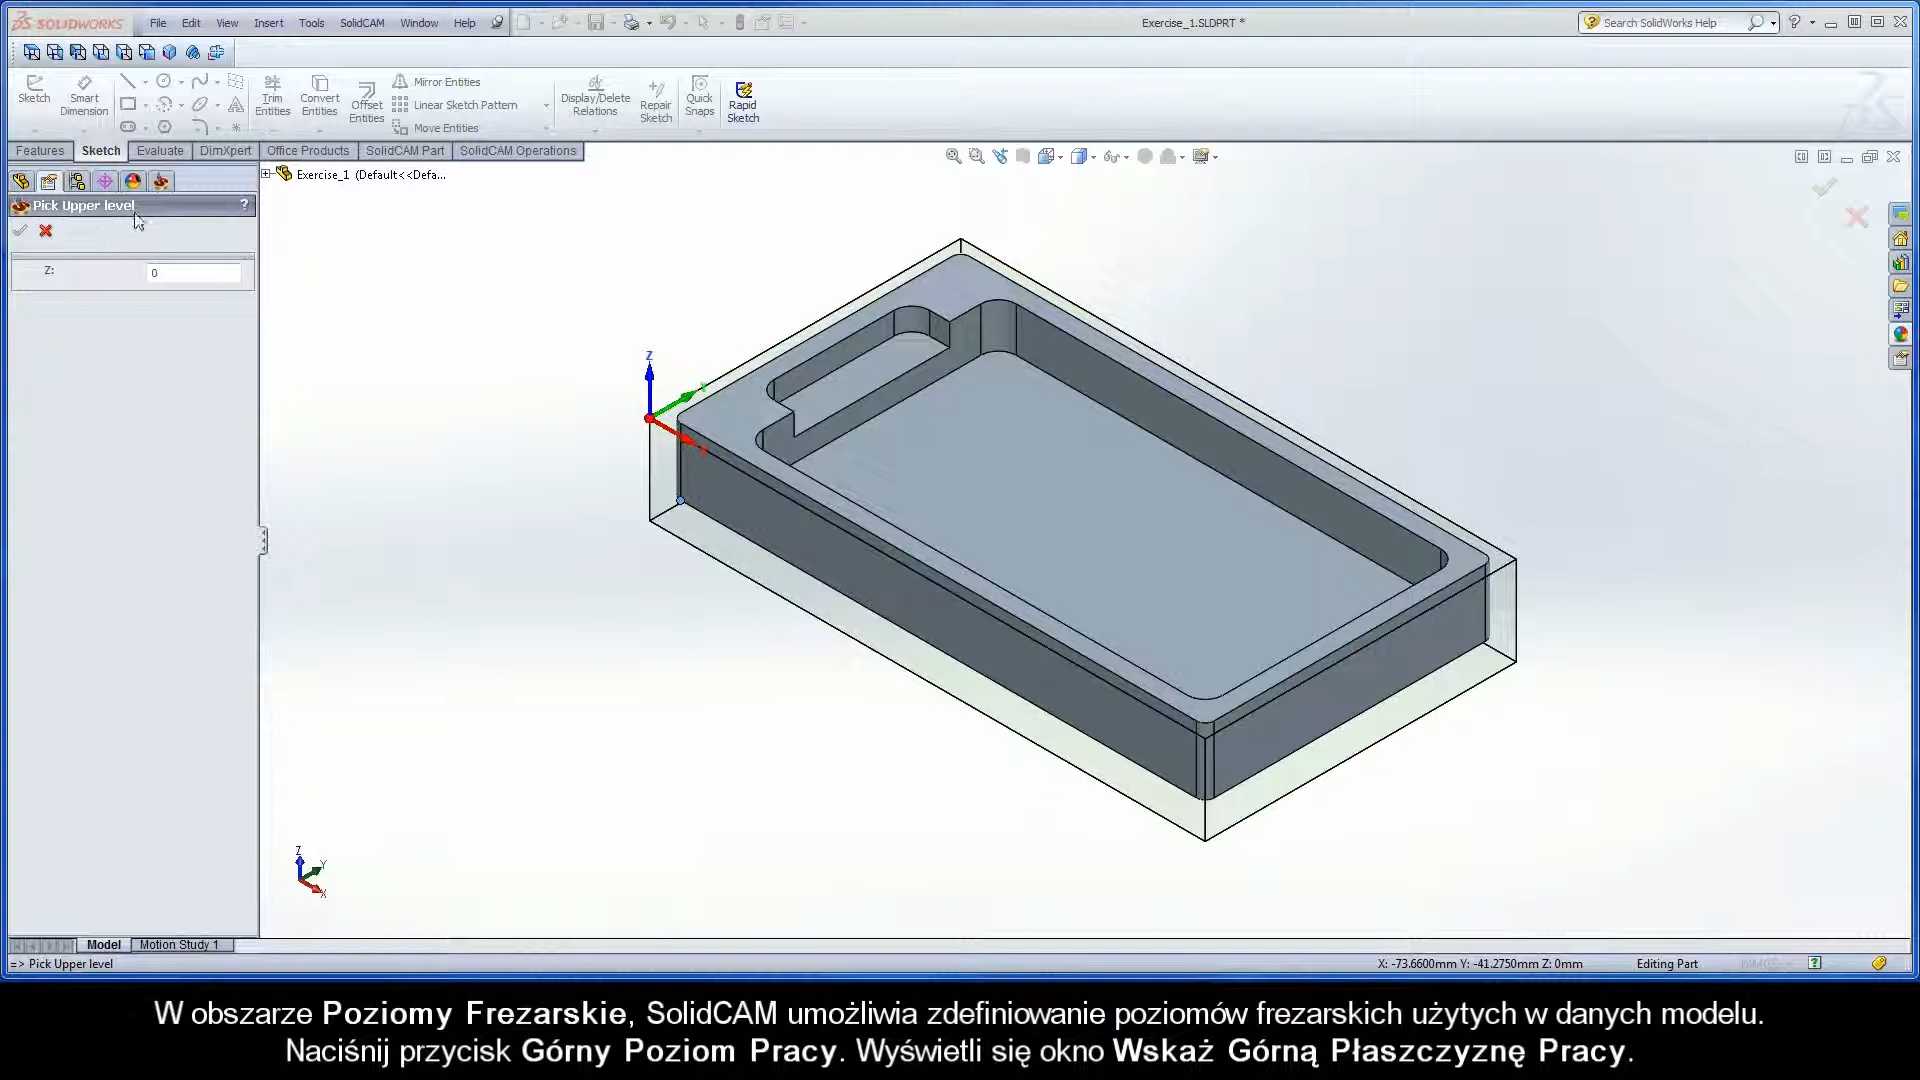 SOLIDWORKS File Edit View Insert Tools SolidCAM Window Help Exercise_1.SLDPRT * Search SolidWorks Help
Sketch Smart Dimension Trim Entities Convert Entities Offset Entities Mirror Entities Linear Sketch Pattern Move Entities Display/Delete Relations Repair Sketch Quick Snaps Rapid Sketch
Features Sketch Evaluate DimXpert Office Products SolidCAM Part SolidCAM Operations
Exercise_1 (Default<<Defa...
Pick Upper level ?
Z: 0
Z
Z
Y
X
Model Motion Study 1
=> Pick Upper level X: -73.6600mm Y: -41.2750mm Z: 0mm Editing Part
W obszarze Poziomy Frezarskie, SolidCAM umożliwia zdefiniowanie poziomów frezarskich użytych w danych modelu.
Naciśnij przycisk Górny Poziom Pracy. Wyświetli się okno Wskaż Górną Płaszczyznę Pracy.